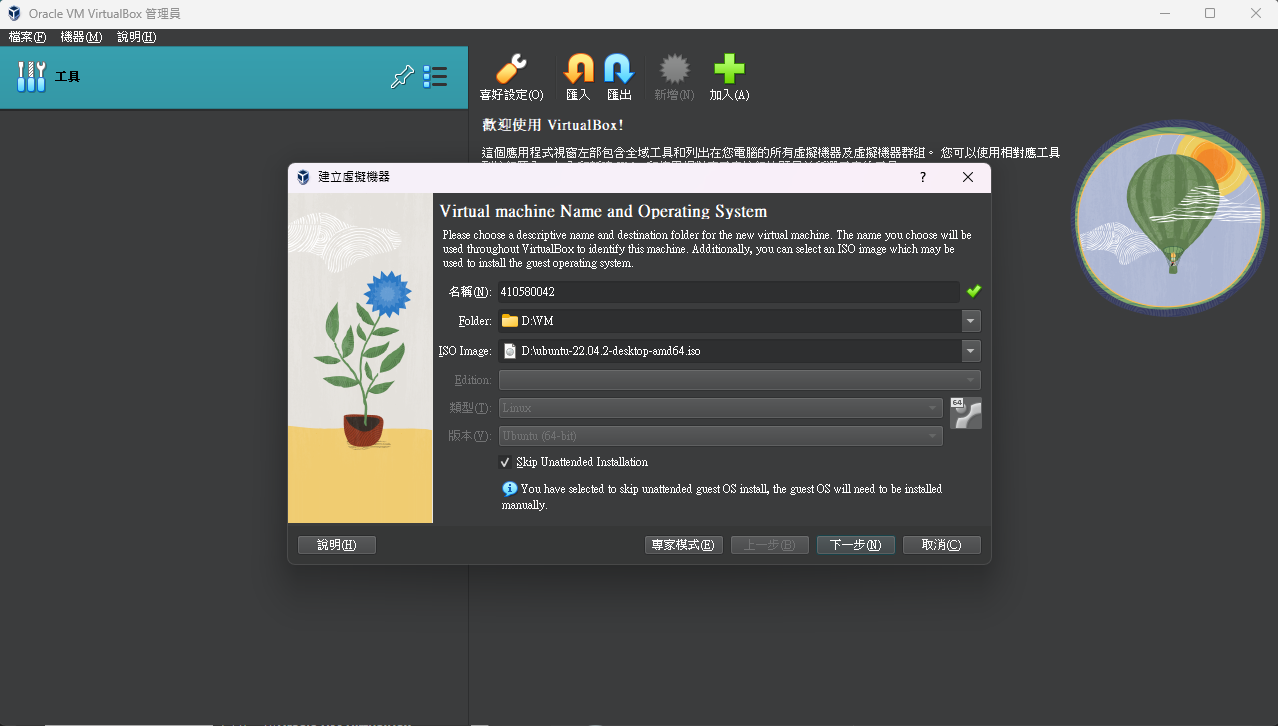 Oracle VM VirtualBox 管理員
檔案(F) 機器(M) 說明(H)
工具
喜好設定(O) 匯入 匯出 新增(N) 加入(A)
歡迎使用 VirtualBox!
這個應用程式視窗左部包含全域工具和列出在您電腦的所有虛擬機器及虛擬機器群組。 您可以使用相對應工具
建立虛擬機器
?
Virtual machine Name and Operating System
Please choose a descriptive name and destination folder for the new virtual machine. The name you choose will be
used throughout VirtualBox to identify this machine. Additionally, you can select an ISO image which may be
used to install the guest operating system.
名稱(N): 410580042
Folder: D:\VM
ISO Image: D:\ubuntu-22.04.2-desktop-amd64.iso
Edition:
類型(T): Linux
64
版本(V): Ubuntu (64-bit)
Skip Unattended Installation
You have selected to skip unattended guest OS install, the guest OS will need to be installed
manually.
說明(H) 專家模式(E) 上一步(B) 下一步(N) 取消(C)